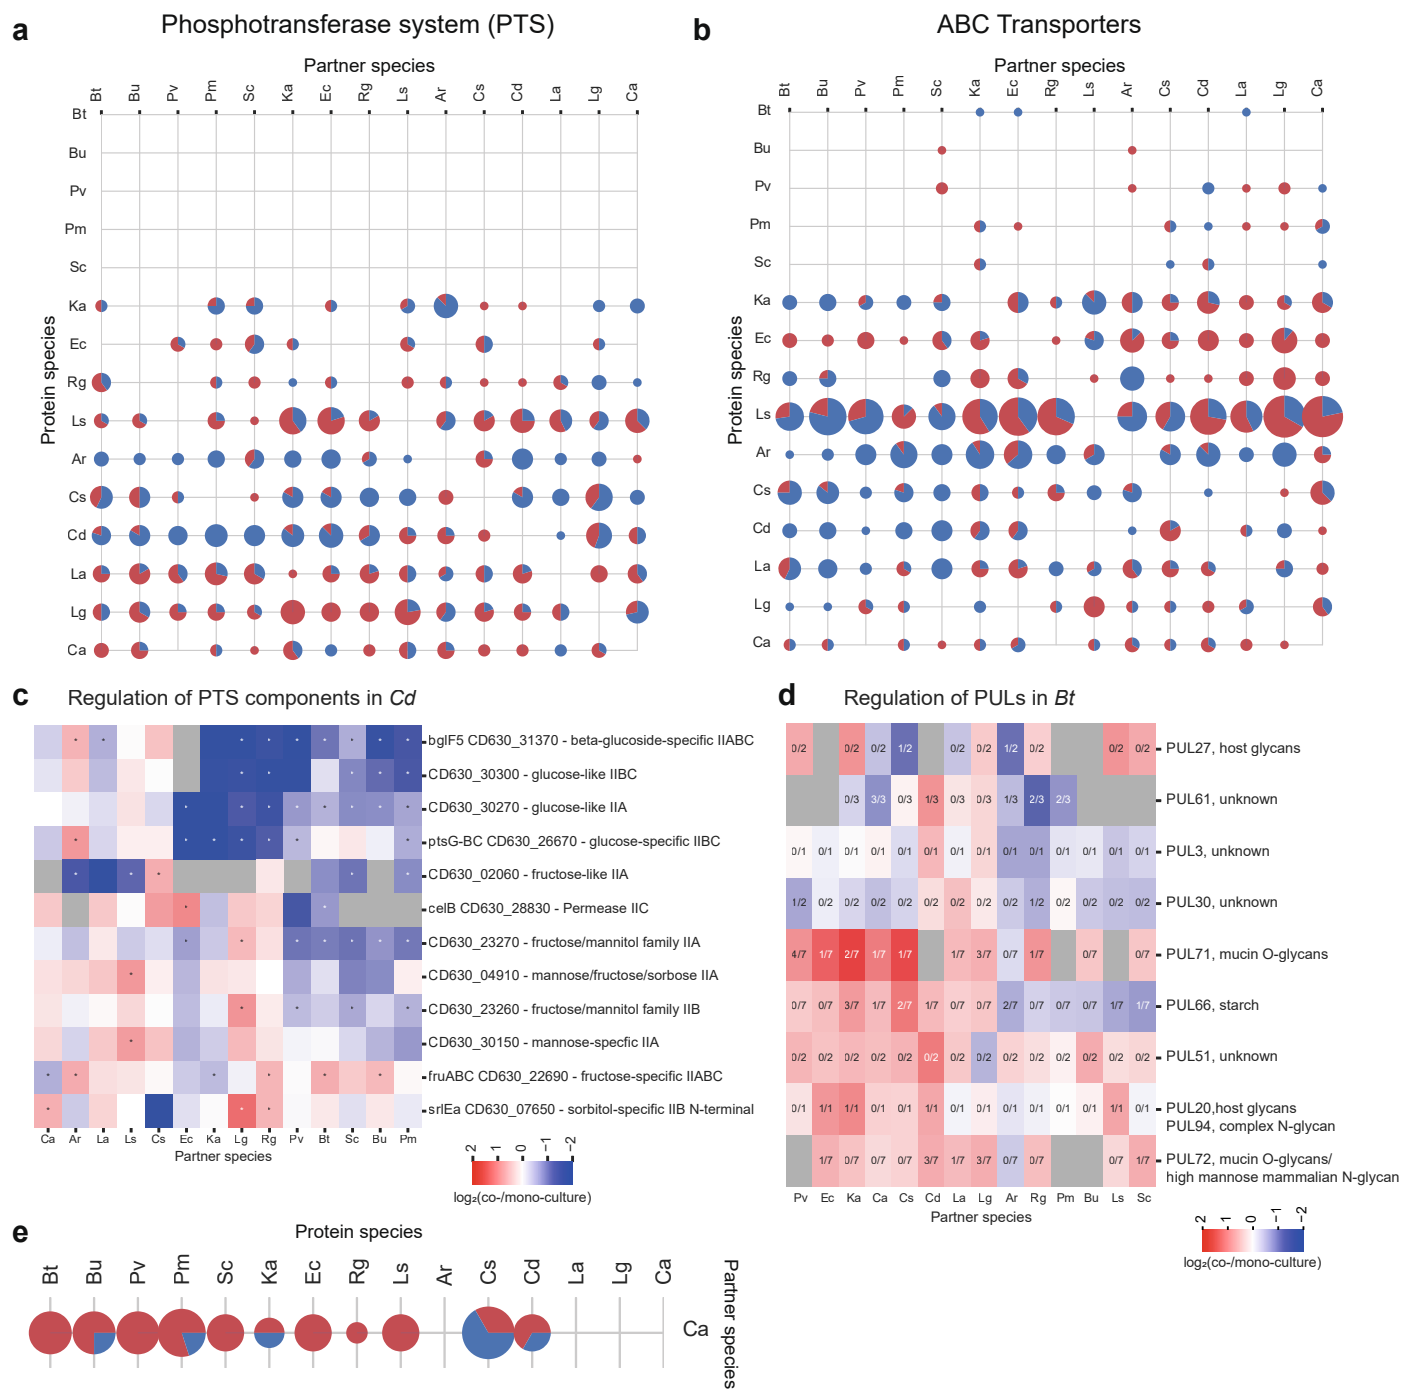 a
Phosphotransferase system (PTS)
Partner species
Bt Bu Pv Pm Sc Ka Ec Rg Ls Ar Cs Cd La Lg Ca
Protein species
Bt
Bu
Pv
Pm
Sc
Ka
Ec
Rg
Ls
Ar
Cs
Cd
La
Lg
Ca
b
ABC Transporters
Partner species
Bt Bu Pv Pm Sc Ka Ec Rg Ls Ar Cs Cd La Lg Ca
Protein species
Bt
Bu
Pv
Pm
Sc
Ka
Ec
Rg
Ls
Ar
Cs
Cd
La
Lg
Ca
c
Regulation of PTS components in Cd
bglF5 CD630_31370 - beta-glucoside-specific IIABC
CD630_30300 - glucose-like IIBC
CD630_30270 - glucose-like IIA
ptsG-BC CD630_26670 - glucose-specific IIBC
CD630_02060 - fructose-like IIA
celB CD630_28830 - Permease IIC
CD630_23270 - fructose/mannitol family IIA
CD630_04910 - mannose/fructose/sorbose IIA
CD630_23260 - fructose/mannitol family IIB
CD630_30150 - mannose-specfic IIA
fruABC CD630_22690 - fructose-specific IIABC
srlEa CD630_07650 - sorbitol-specific IIB N-terminal
Ca Ar La Ls Cs Ec Ka Lg Rg Pv Bt Sc Bu Pm
Partner species
2 1 0 −1 −2
log₂(co-/mono-culture)
d
Regulation of PULs in Bt
0/2 0/2 0/2 1/2 0/2 0/2 1/2 0/2 0/2 0/2 PUL27, host glycans
0/3 3/3 0/3 1/3 0/3 0/3 1/3 2/3 2/3 PUL61, unknown
0/1 0/1 0/1 0/1 0/1 0/1 0/1 0/1 0/1 0/1 0/1 0/1 0/1 0/1 PUL3, unknown
1/2 0/2 0/2 0/2 0/2 0/2 0/2 0/2 0/2 1/2 0/2 0/2 0/2 0/2 PUL30, unknown
4/7 1/7 2/7 1/7 1/7 1/7 3/7 0/7 1/7 0/7 0/7 PUL71, mucin O-glycans
0/7 0/7 3/7 1/7 2/7 1/7 0/7 0/7 2/7 0/7 0/7 0/7 1/7 1/7 PUL66, starch
0/2 0/2 0/2 0/2 0/2 0/2 0/2 0/2 0/2 0/2 0/2 0/2 0/2 0/2 PUL51, unknown
0/1 1/1 1/1 0/1 0/1 1/1 0/1 0/1 0/1 0/1 0/1 0/1 1/1 0/1 PUL20,host glycans
PUL94, complex N-glycan
1/7 0/7 0/7 0/7 3/7 1/7 3/7 0/7 0/7 0/7 1/7 PUL72, mucin O-glycans/
high mannose mammalian N-glycan
Pv Ec Ka Ca Cs Cd La Lg Ar Rg Pm Bu Ls Sc
Partner species
2 1 0 −1 −2
log₂(co-/mono-culture)
e
Protein species
Bt Bu Pv Pm Sc Ka Ec Rg Ls Ar Cs Cd La Lg Ca
Ca
Partner species